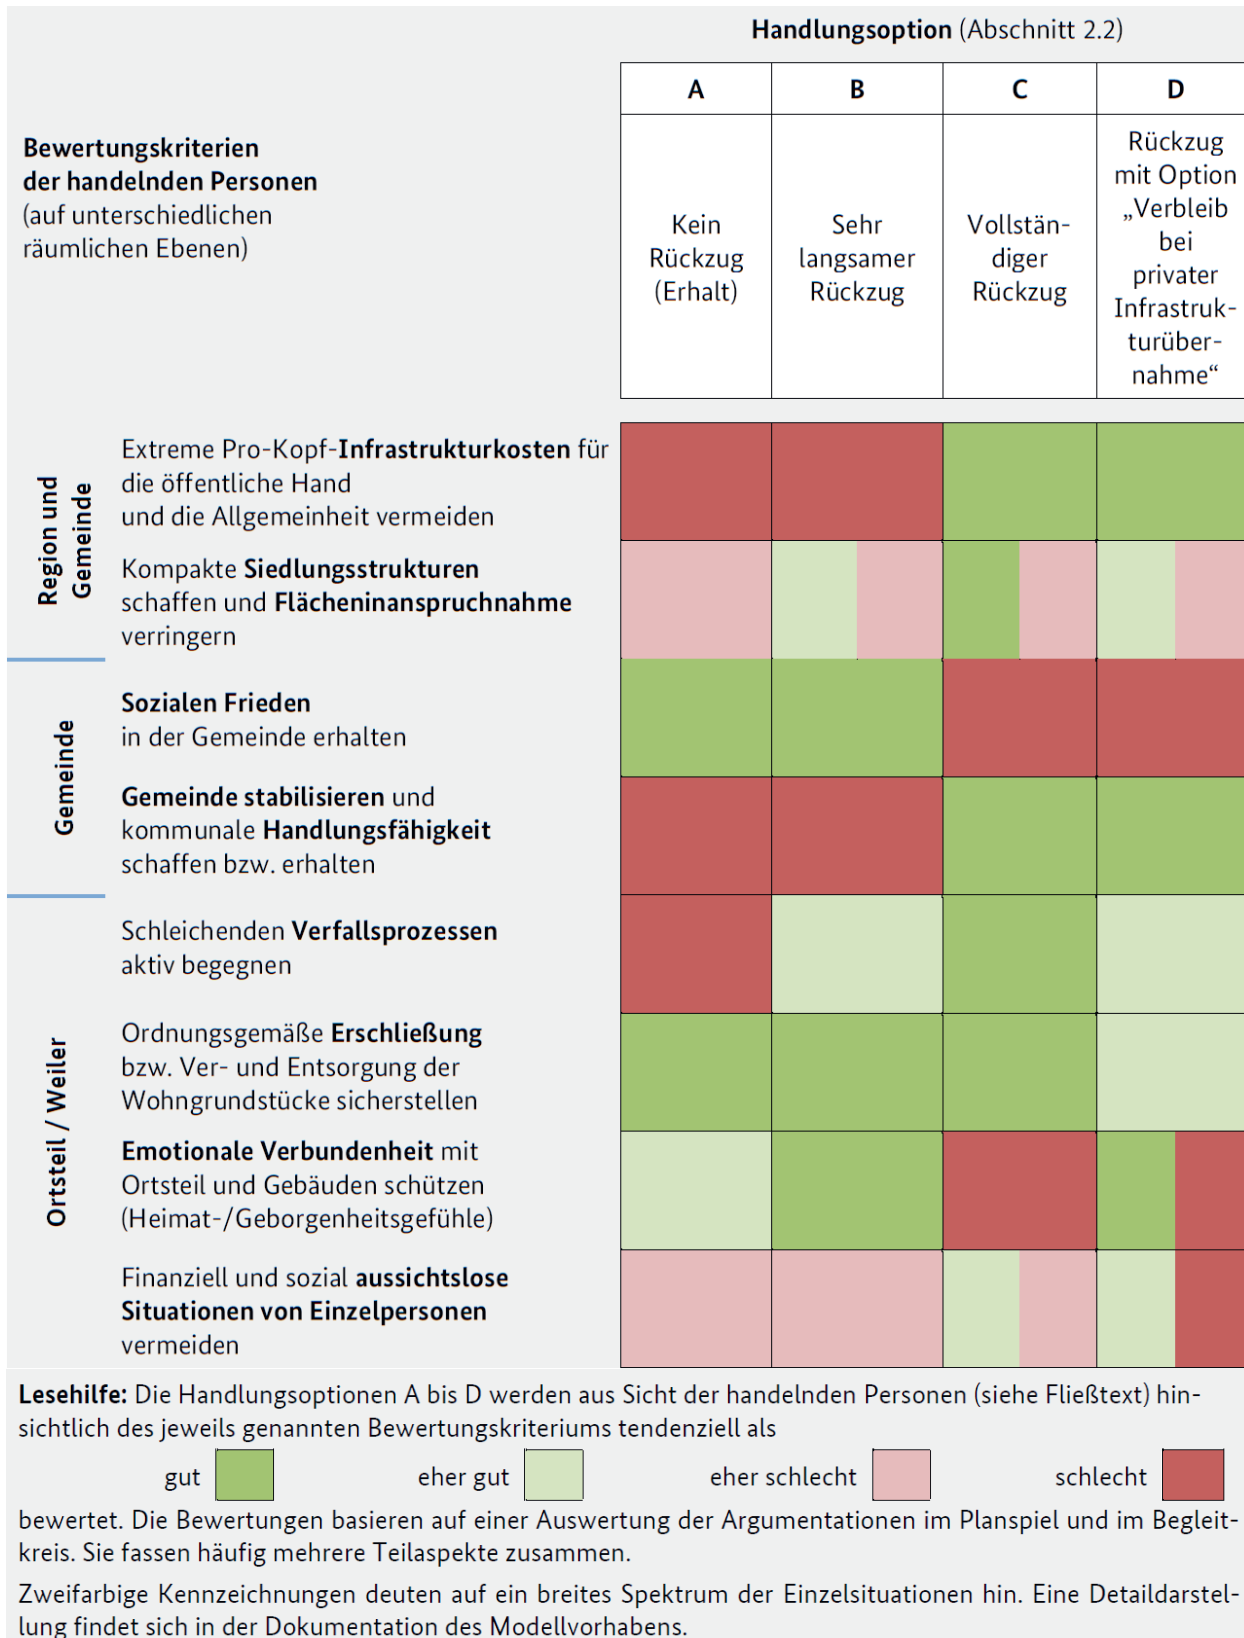 Handlungsoption (Abschnitt 2.2)
A
B
C
D
Bewertungskriterien
der handelnden Personen
(auf unterschiedlichen
räumlichen Ebenen)
Kein
Rückzug
(Erhalt)
Sehr
langsamer
Rückzug
Vollstän-
diger
Rückzug
Rückzug
mit Option
„Verbleib
bei
privater
Infrastruk-
turüber-
nahme“
Region und
Gemeinde
Extreme Pro-Kopf-Infrastrukturkosten für
die öffentliche Hand
und die Allgemeinheit vermeiden
Kompakte Siedlungsstrukturen
schaffen und Flächeninanspruchnahme
verringern
Gemeinde
Sozialen Frieden
in der Gemeinde erhalten
Gemeinde stabilisieren und
kommunale Handlungsfähigkeit
schaffen bzw. erhalten
Ortsteil / Weiler
Schleichenden Verfallsprozessen
aktiv begegnen
Ordnungsgemäße Erschließung
bzw. Ver- und Entsorgung der
Wohngrundstücke sicherstellen
Emotionale Verbundenheit mit
Ortsteil und Gebäuden schützen
(Heimat-/Geborgenheitsgefühle)
Finanziell und sozial aussichtslose
Situationen von Einzelpersonen
vermeiden
Lesehilfe: Die Handlungsoptionen A bis D werden aus Sicht der handelnden Personen (siehe Fließtext) hin-
sichtlich des jeweils genannten Bewertungskriteriums tendenziell als
gut eher gut eher schlecht schlecht
bewertet. Die Bewertungen basieren auf einer Auswertung der Argumentationen im Planspiel und im Begleit-
kreis. Sie fassen häufig mehrere Teilaspekte zusammen.
Zweifarbige Kennzeichnungen deuten auf ein breites Spektrum der Einzelsituationen hin. Eine Detaildarstel-
lung findet sich in der Dokumentation des Modellvorhabens.